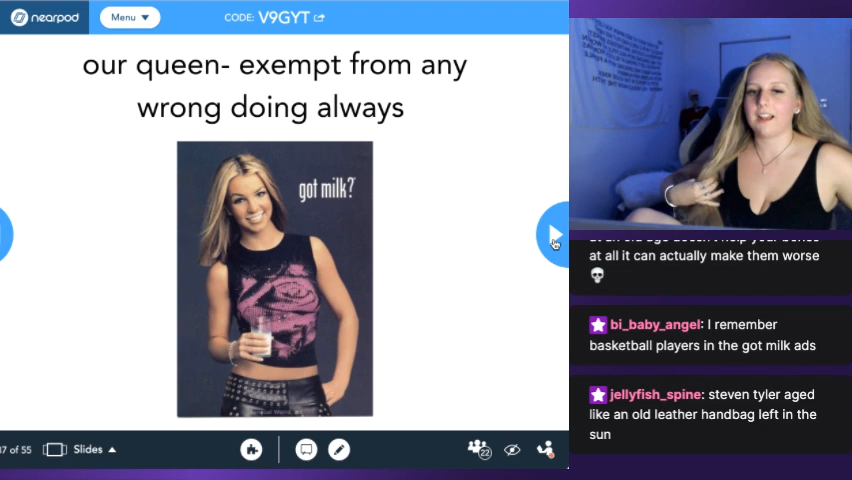 nearpod
Menu
CODE: V9GYT
our queen- exempt from any
wrong doing always
got milk?
37 of 55
Slides
22
at all it can actually make them worse
💀
bi_baby_angel: I remember
basketball players in the got milk ads
jellyfish_spine: steven tyler aged
like an old leather handbag left in the
sun